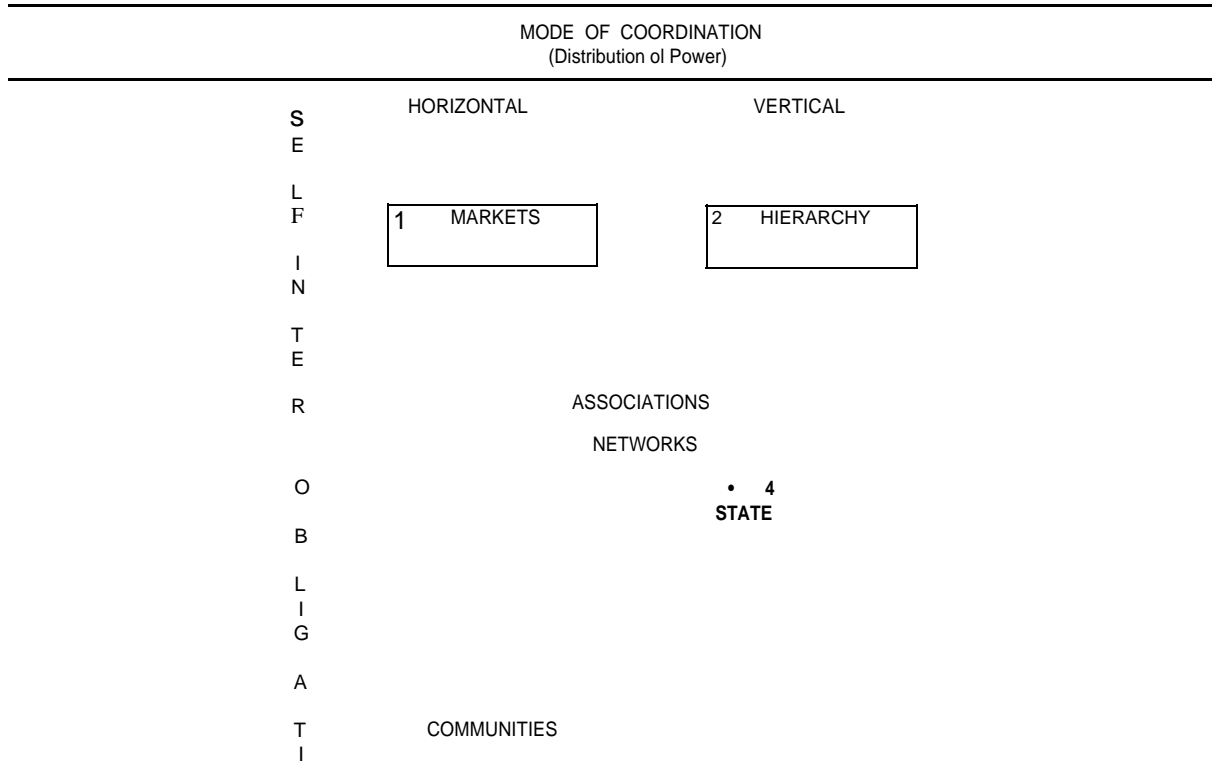 MODE OF COORDINATION
(Distribution ol Power)
HORIZONTAL VERTICAL
S
E
L
F
I
N
T
E
R
O
B
L
I
G
A
T
I
1 MARKETS
2 HIERARCHY
ASSOCIATIONS
NETWORKS
• 4
STATE
COMMUNITIES